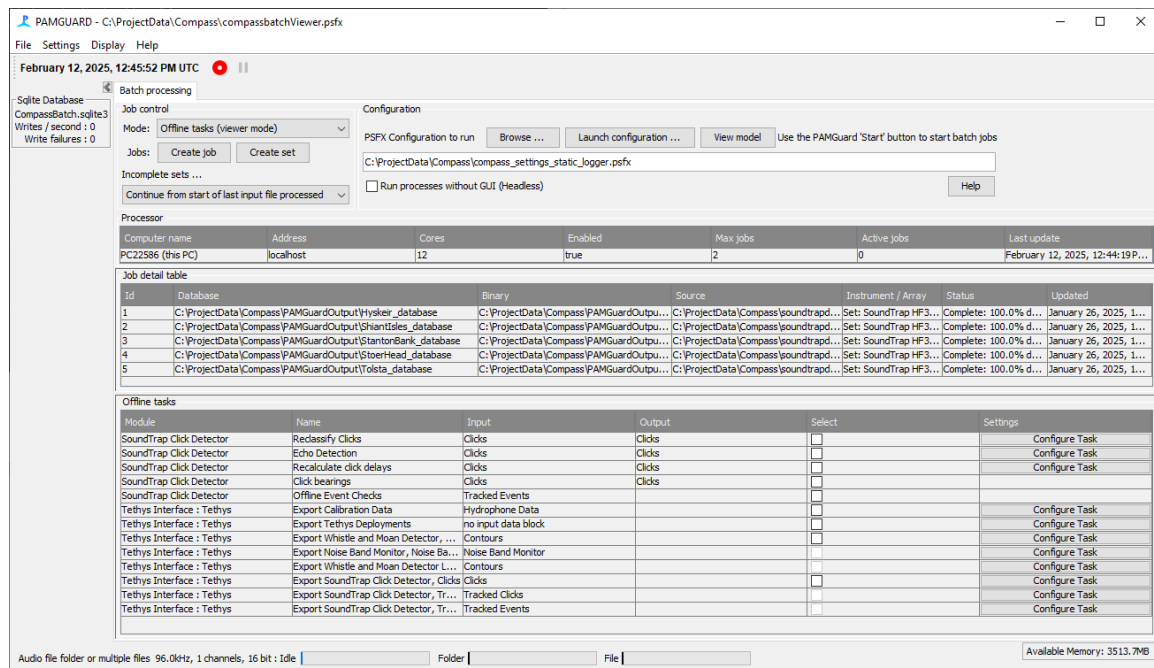 PAMGUARD - C:\ProjectData\Compass\compassbatchViewer.psfx
File Settings Display Help
February 12, 2025, 12:45:52 PM UTC
Sqlite Database
CompassBatch.sqlite3
Writes / second : 0
Write failures : 0
Batch processing
Job control
Mode: Offline tasks (viewer mode)
Jobs: Create job Create set
Incomplete sets ...
Continue from start of last input file processed
Configuration
PSFX Configuration to run Browse ... Launch configuration ... View model Use the PAMGuard 'Start' button to start batch jobs
C:\ProjectData\Compass\compass_settings_static_logger.psfx
Run processes without GUI (Headless) Help
Processor
Computer name Address Cores Enabled Max jobs Active jobs Last update
PC22586 (this PC) localhost 12 true 2 0 February 12, 2025, 12:44:19 P...
Job detail table
Id Database Binary Source Instrument / Array Status Updated
1 C:\ProjectData\Compass\PAMGuardOutput\Hyskeir_database C:\ProjectData\Compass\PAMGuardOutpu... C:\ProjectData\Compass\soundtrapd... Set: SoundTrap HF3... Complete: 100.0% d... January 26, 2025, 1...
2 C:\ProjectData\Compass\PAMGuardOutput\ShiantIsles_database C:\ProjectData\Compass\PAMGuardOutpu... C:\ProjectData\Compass\soundtrapd... Set: SoundTrap HF3... Complete: 100.0% d... January 26, 2025, 1...
3 C:\ProjectData\Compass\PAMGuardOutput\StantonBank_database C:\ProjectData\Compass\PAMGuardOutpu... C:\ProjectData\Compass\soundtrapd... Set: SoundTrap HF3... Complete: 100.0% d... January 26, 2025, 1...
4 C:\ProjectData\Compass\PAMGuardOutput\StoerHead_database C:\ProjectData\Compass\PAMGuardOutpu... C:\ProjectData\Compass\soundtrapd... Set: SoundTrap HF3... Complete: 100.0% d... January 26, 2025, 1...
5 C:\ProjectData\Compass\PAMGuardOutput\Tolsta_database C:\ProjectData\Compass\PAMGuardOutpu... C:\ProjectData\Compass\soundtrapd... Set: SoundTrap HF3... Complete: 100.0% d... January 26, 2025, 1...
Offline tasks
Module Name Input Output Select Settings
SoundTrap Click Detector Reclassify Clicks Clicks Clicks Configure Task
SoundTrap Click Detector Echo Detection Clicks Clicks Configure Task
SoundTrap Click Detector Recalculate click delays Clicks Clicks Configure Task
SoundTrap Click Detector Click bearings Clicks Clicks
SoundTrap Click Detector Offline Event Checks Tracked Events
Tethys Interface : Tethys Export Calibration Data Hydrophone Data Configure Task
Tethys Interface : Tethys Export Tethys Deployments no input data block Configure Task
Tethys Interface : Tethys Export Whistle and Moan Detector, ... Contours Configure Task
Tethys Interface : Tethys Export Noise Band Monitor, Noise Ba... Noise Band Monitor Configure Task
Tethys Interface : Tethys Export Whistle and Moan Detector L... Contours Configure Task
Tethys Interface : Tethys Export SoundTrap Click Detector, Clicks Clicks Configure Task
Tethys Interface : Tethys Export SoundTrap Click Detector, Tr... Tracked Clicks Configure Task
Tethys Interface : Tethys Export SoundTrap Click Detector, Tr... Tracked Events Configure Task
Audio file folder or multiple files 96.0kHz, 1 channels, 16 bit : Idle Folder File Available Memory: 3513.7MB